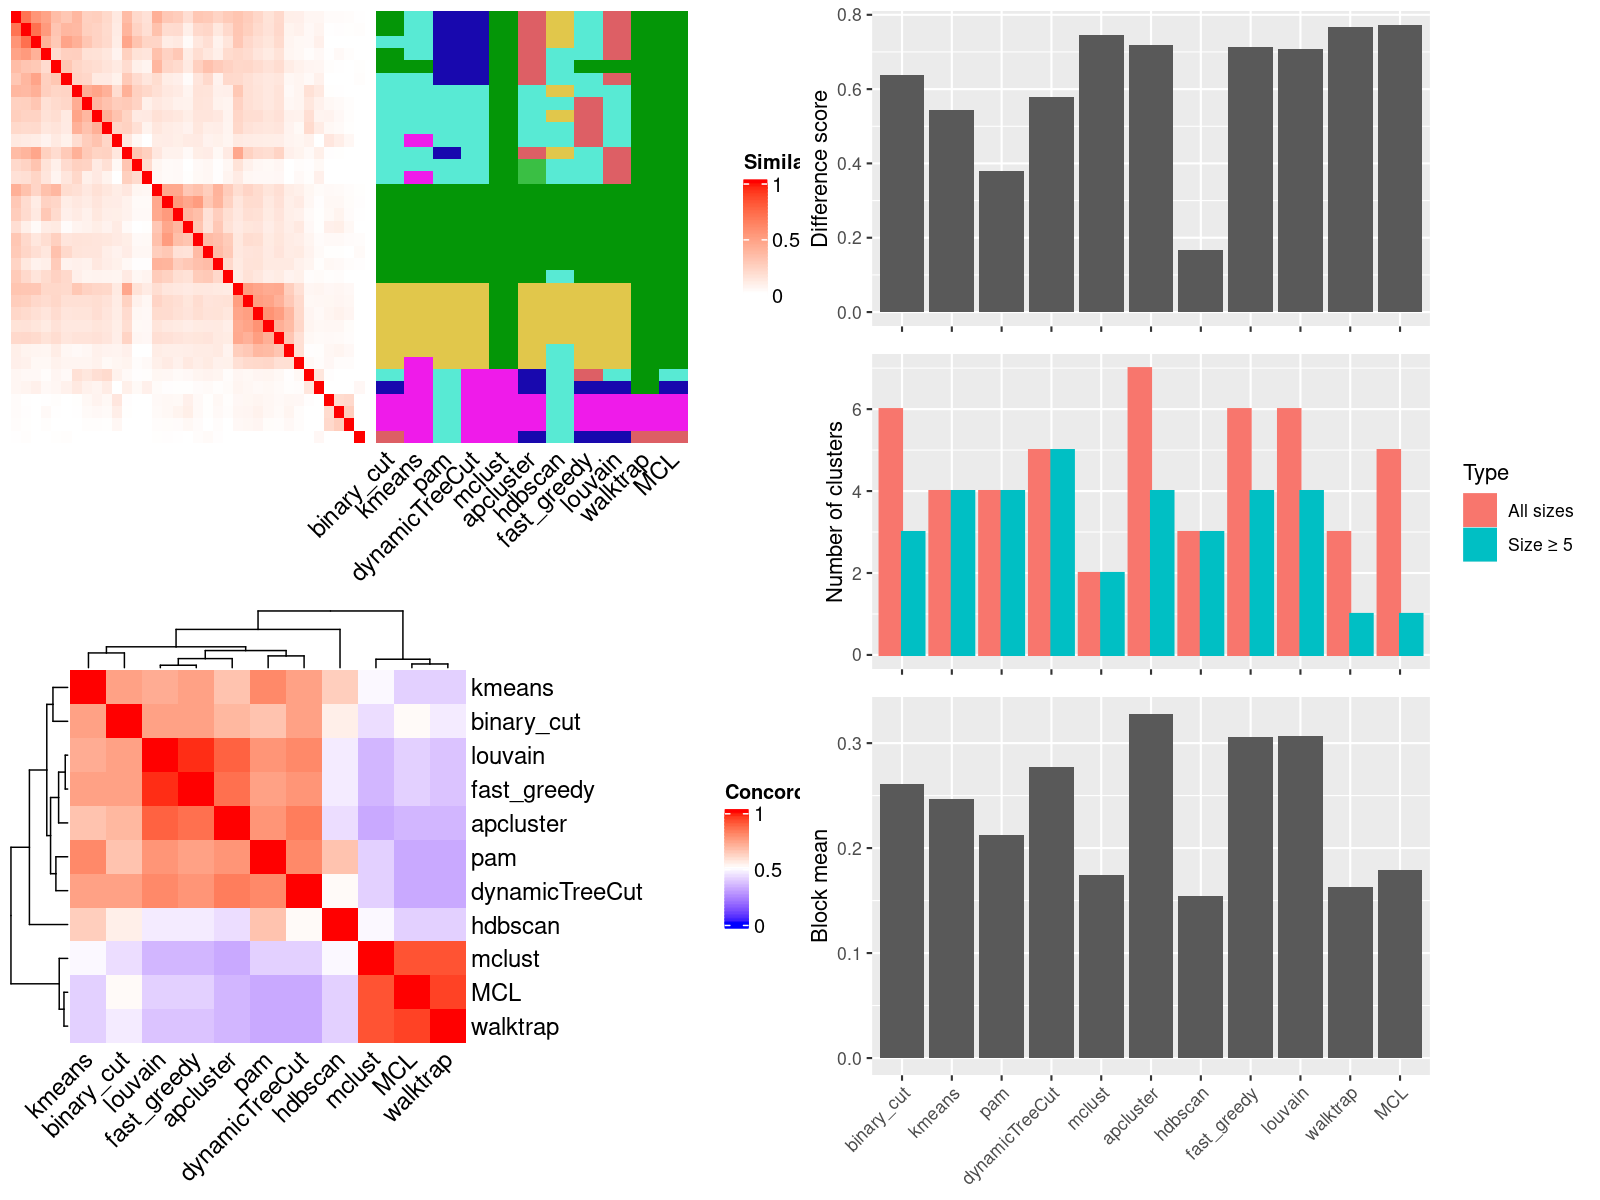 Simila
1
0.5
0
binary_cut
kmeans
pam
dynamicTreeCut
mclust
apcluster
hdbscan
fast_greedy
louvain
walktrap
MCL
kmeans
binary_cut
louvain
fast_greedy
apcluster
pam
dynamicTreeCut
hdbscan
mclust
MCL
walktrap
Concord
1
0.5
0
kmeans
binary_cut
louvain
fast_greedy
apcluster
pam
dynamicTreeCut
hdbscan
mclust
MCL
walktrap
Difference score
0.8
0.6
0.4
0.2
0.0
Number of clusters
6
4
2
0
Type
All sizes
Size ≥ 5
Block mean
0.3
0.2
0.1
0.0
binary_cut
kmeans
pam
dynamicTreeCut
mclust
apcluster
hdbscan
fast_greedy
louvain
walktrap
MCL